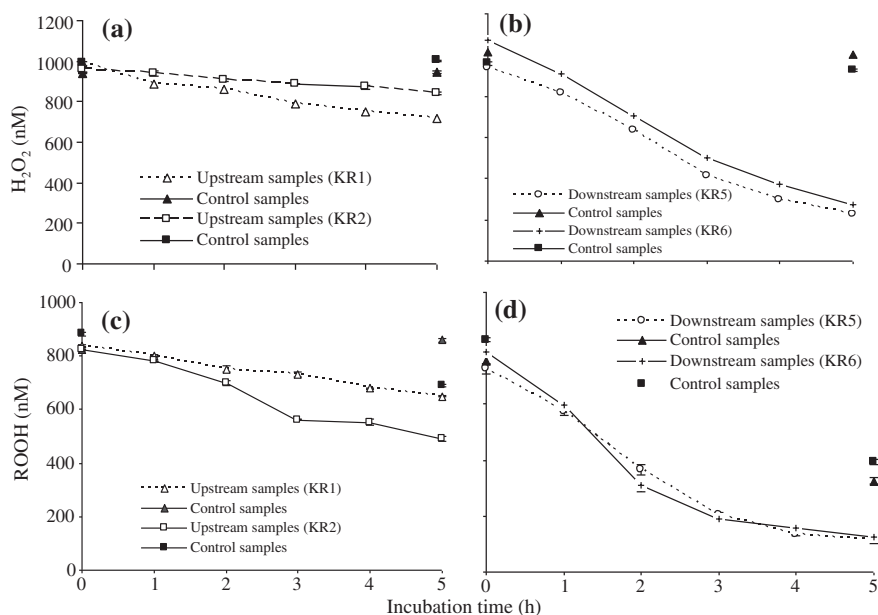 (a)
1200
1000
800
600
400
200
0
H₂O₂ (nM)
Upstream samples (KR1)
Control samples
Upstream samples (KR2)
Control samples
(b)
Downstream samples (KR5)
Control samples
Downstream samples (KR6)
Control samples
(c)
1000
800
600
400
200
0
ROOH (nM)
Upstream samples (KR1)
Control samples
Upstream samples (KR2)
Control samples
0 1 2 3 4 5
(d)
Downstream samples (KR5)
Control samples
Downstream samples (KR6)
Control samples
0 1 2 3 4 5
Incubation time (h)